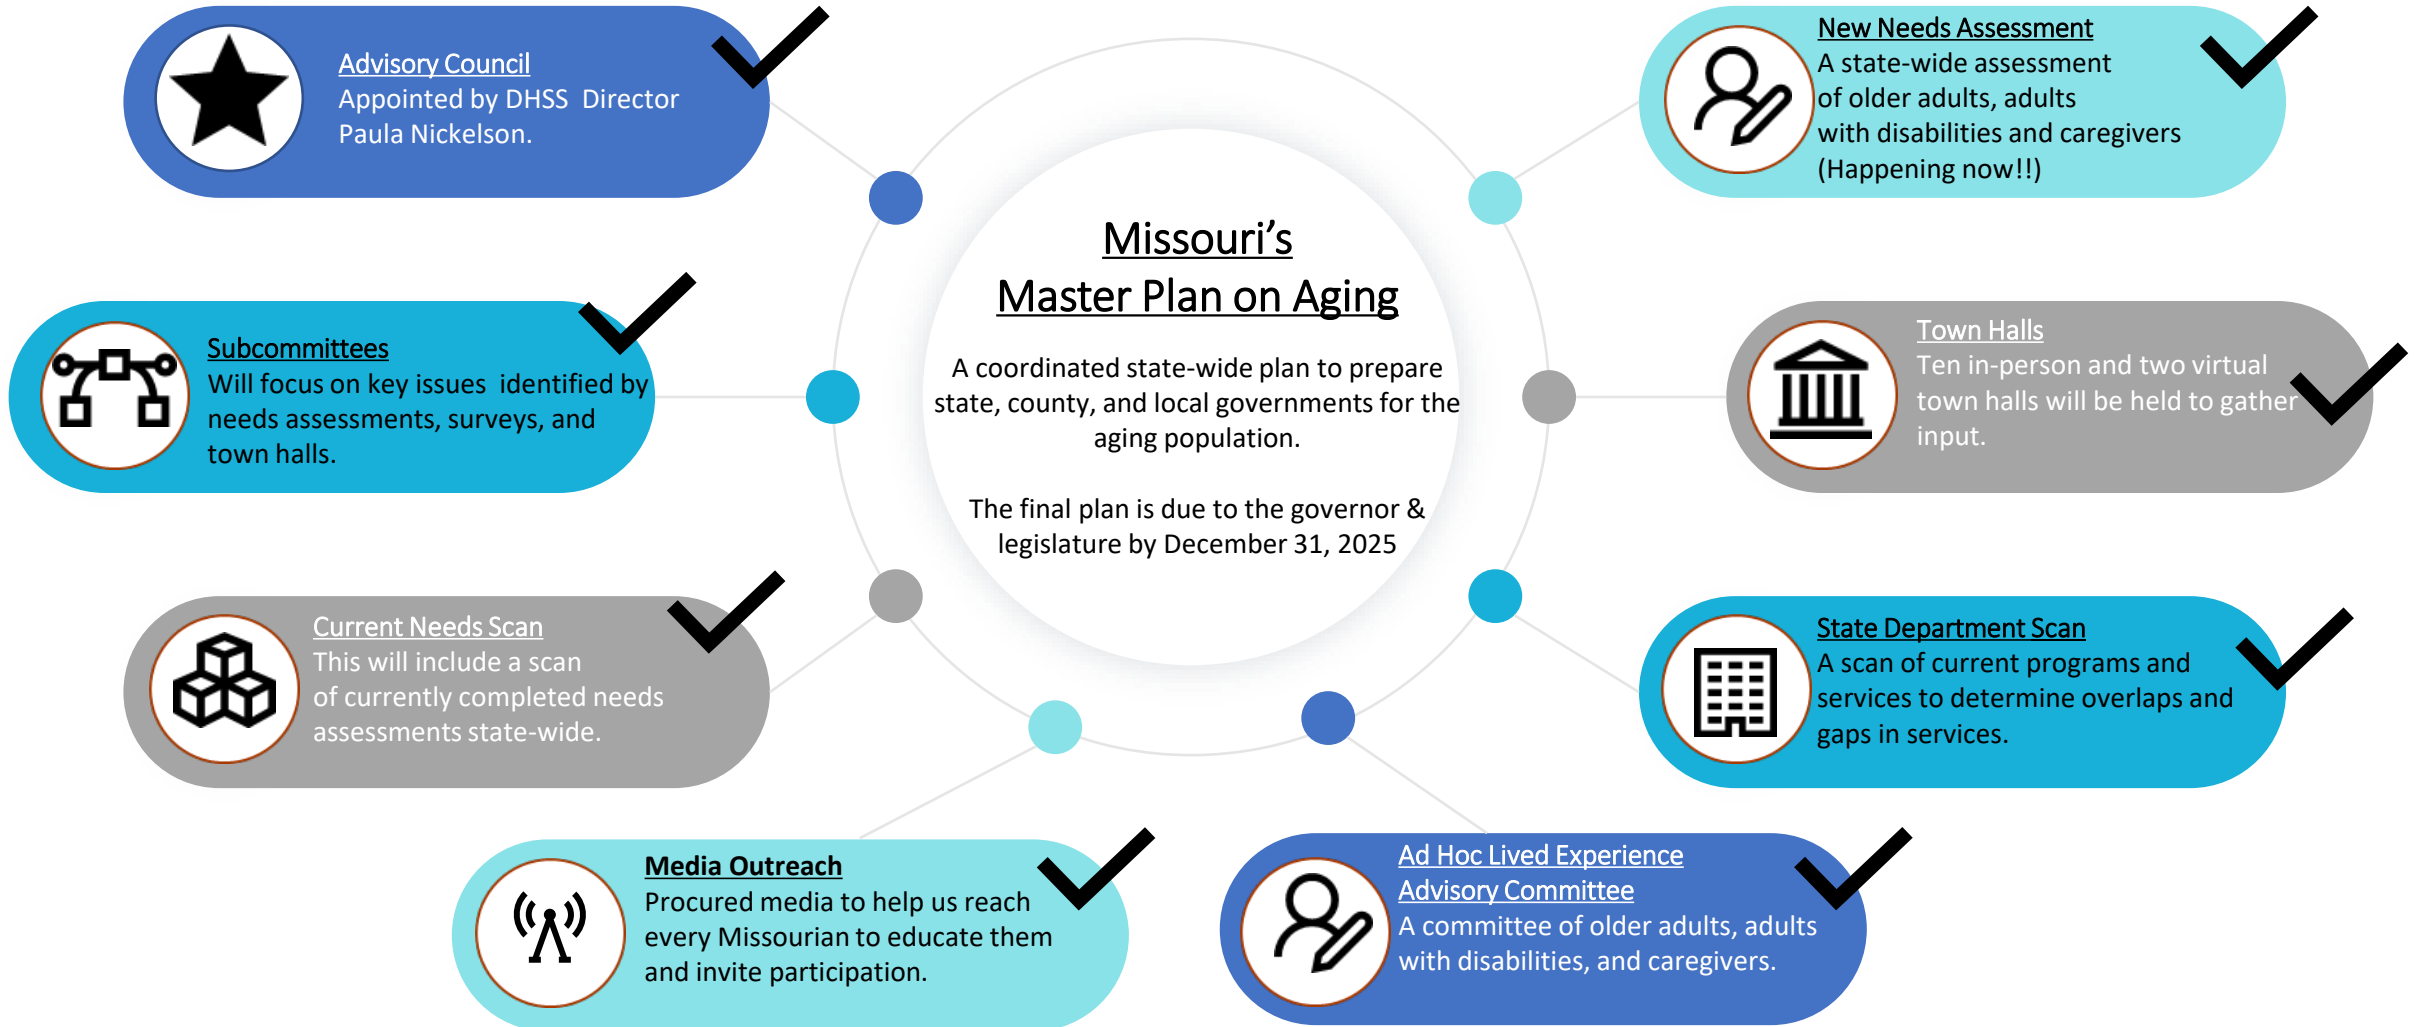 Advisory Council
Appointed by DHSS Director
Paula Nickelson.
Subcommittees
Will focus on key issues identified by
needs assessments, surveys, and
town halls.
Current Needs Scan
This will include a scan
of currently completed needs
assessments state-wide.
Media Outreach
Procured media to help us reach
every Missourian to educate them
and invite participation.
Missouri’s
Master Plan on Aging
A coordinated state-wide plan to prepare
state, county, and local governments for the
aging population.
The final plan is due to the governor &
legislature by December 31, 2025
New Needs Assessment
A state-wide assessment
of older adults, adults
with disabilities and caregivers
(Happening now!!)
Town Halls
Ten in-person and two virtual
town halls will be held to gather
input.
State Department Scan
A scan of current programs and
services to determine overlaps and
gaps in services.
Ad Hoc Lived Experience
Advisory Committee
A committee of older adults, adults
with disabilities, and caregivers.